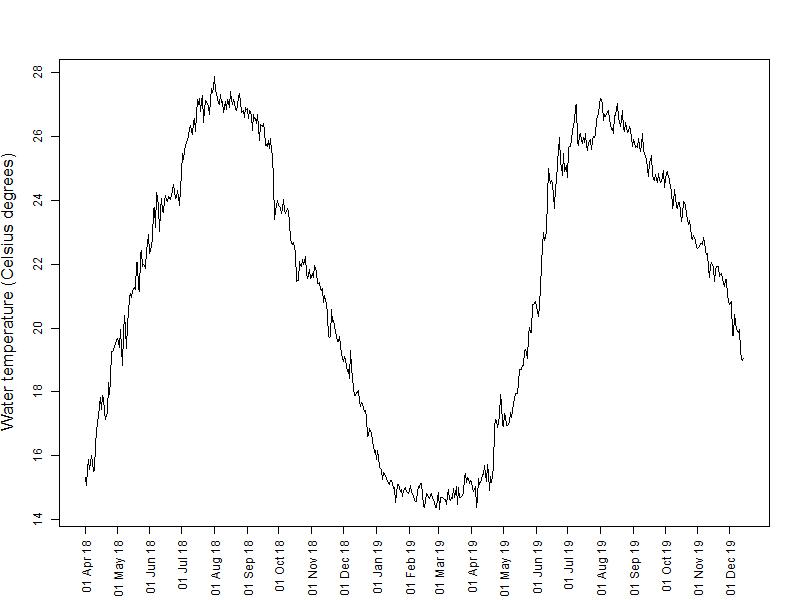 Water temperature (Celsius degrees)
28
26
24
22
20
18
16
14
01 Apr 18
01 May 18
01 Jun 18
01 Jul 18
01 Aug 18
01 Sep 18
01 Oct 18
01 Nov 18
01 Dec 18
01 Jan 19
01 Feb 19
01 Mar 19
01 Apr 19
01 May 19
01 Jun 19
01 Jul 19
01 Aug 19
01 Sep 19
01 Oct 19
01 Nov 19
01 Dec 19